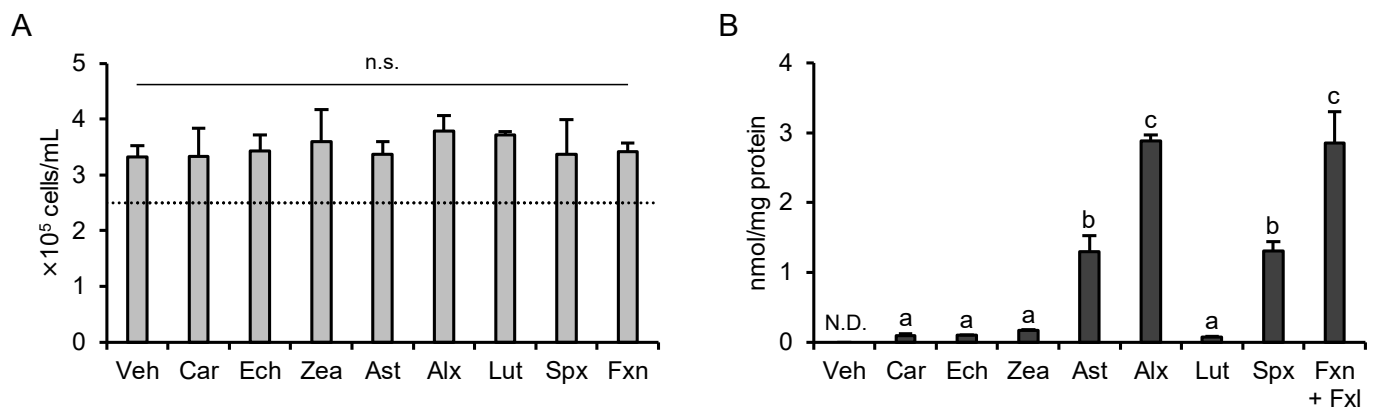 A
×10⁵ cells/mL
5
4
3
2
1
0
n.s.
Veh Car Ech Zea Ast Alx Lut Spx Fxn
B
nmol/mg protein
4
3
2
1
0
N.D. a a a b c a b c
Veh Car Ech Zea Ast Alx Lut Spx Fxn
+ Fxl